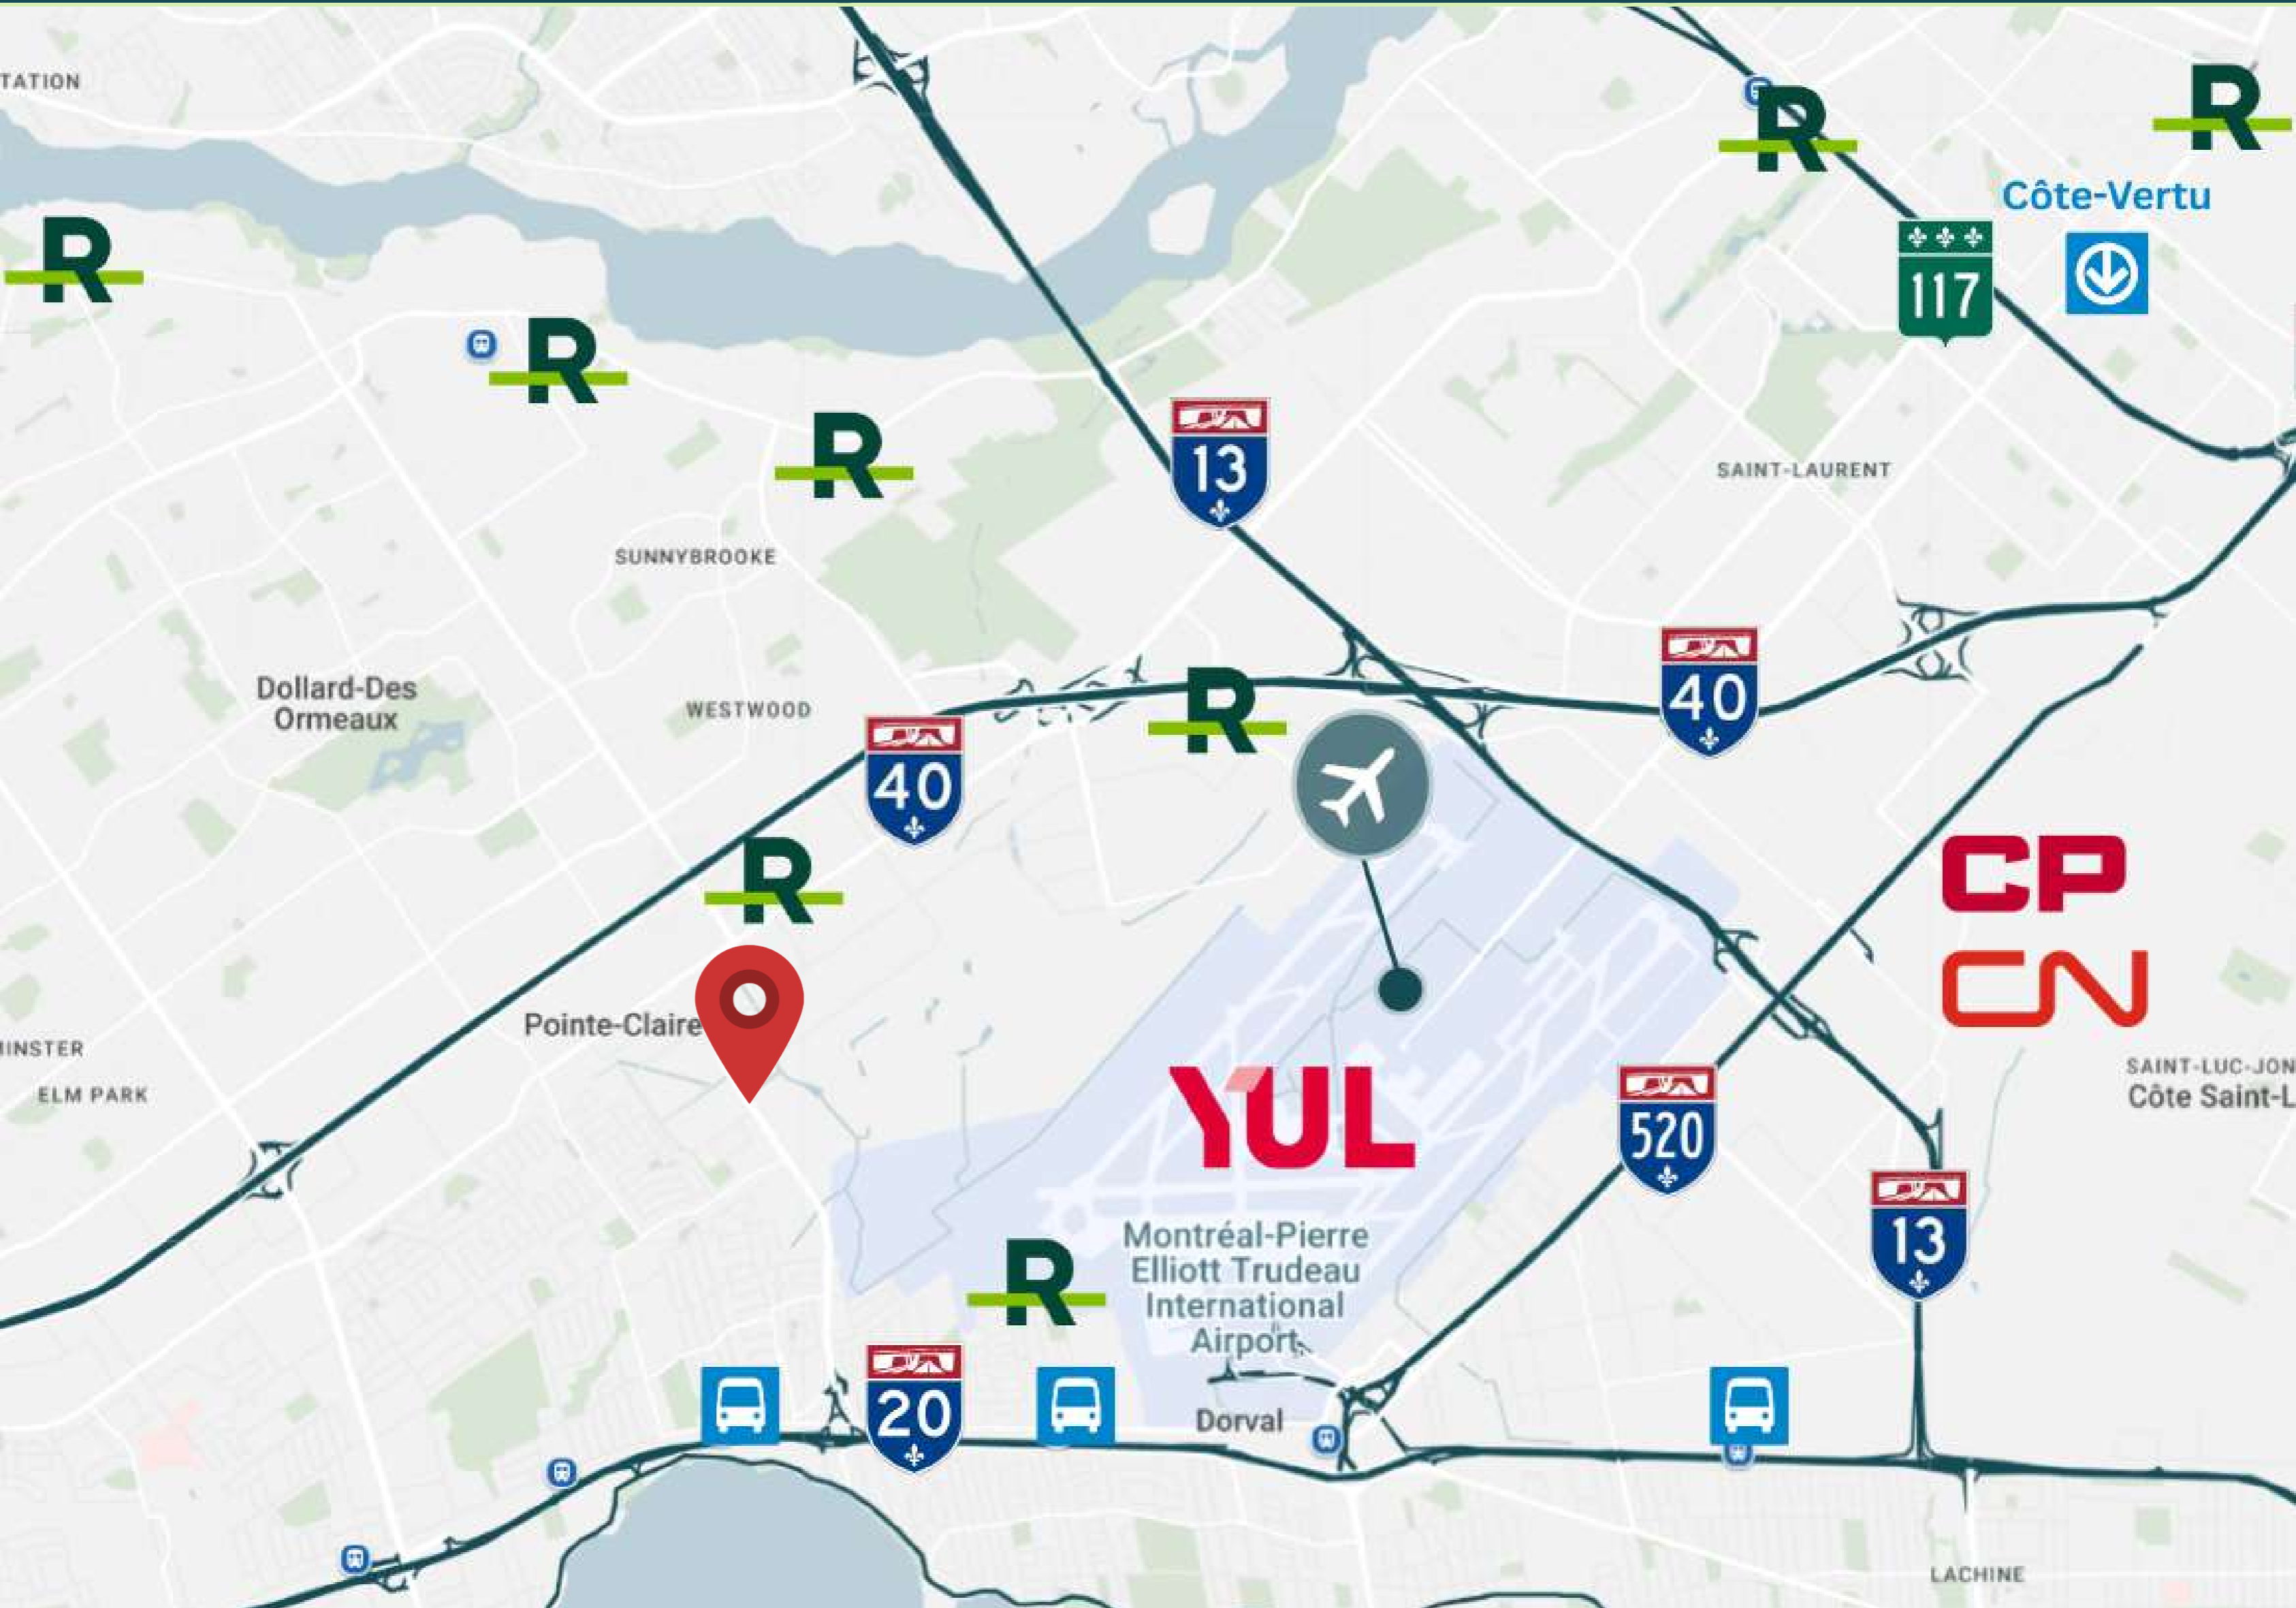 TATION
R
R
Côte-Vertu
R
117
R
13
R
SAINT-LAURENT
SUNNYBROOKE
40
Dollard-Des
Ormeaux
R
WESTWOOD
40
R
CP
CN
Pointe-Claire
MINSTER
ELM PARK
SAINT-LUC-JON
Côte Saint-L
YUL
520
13
Montréal-Pierre
Elliott Trudeau
International
Airport
R
20
Dorval
LACHINE